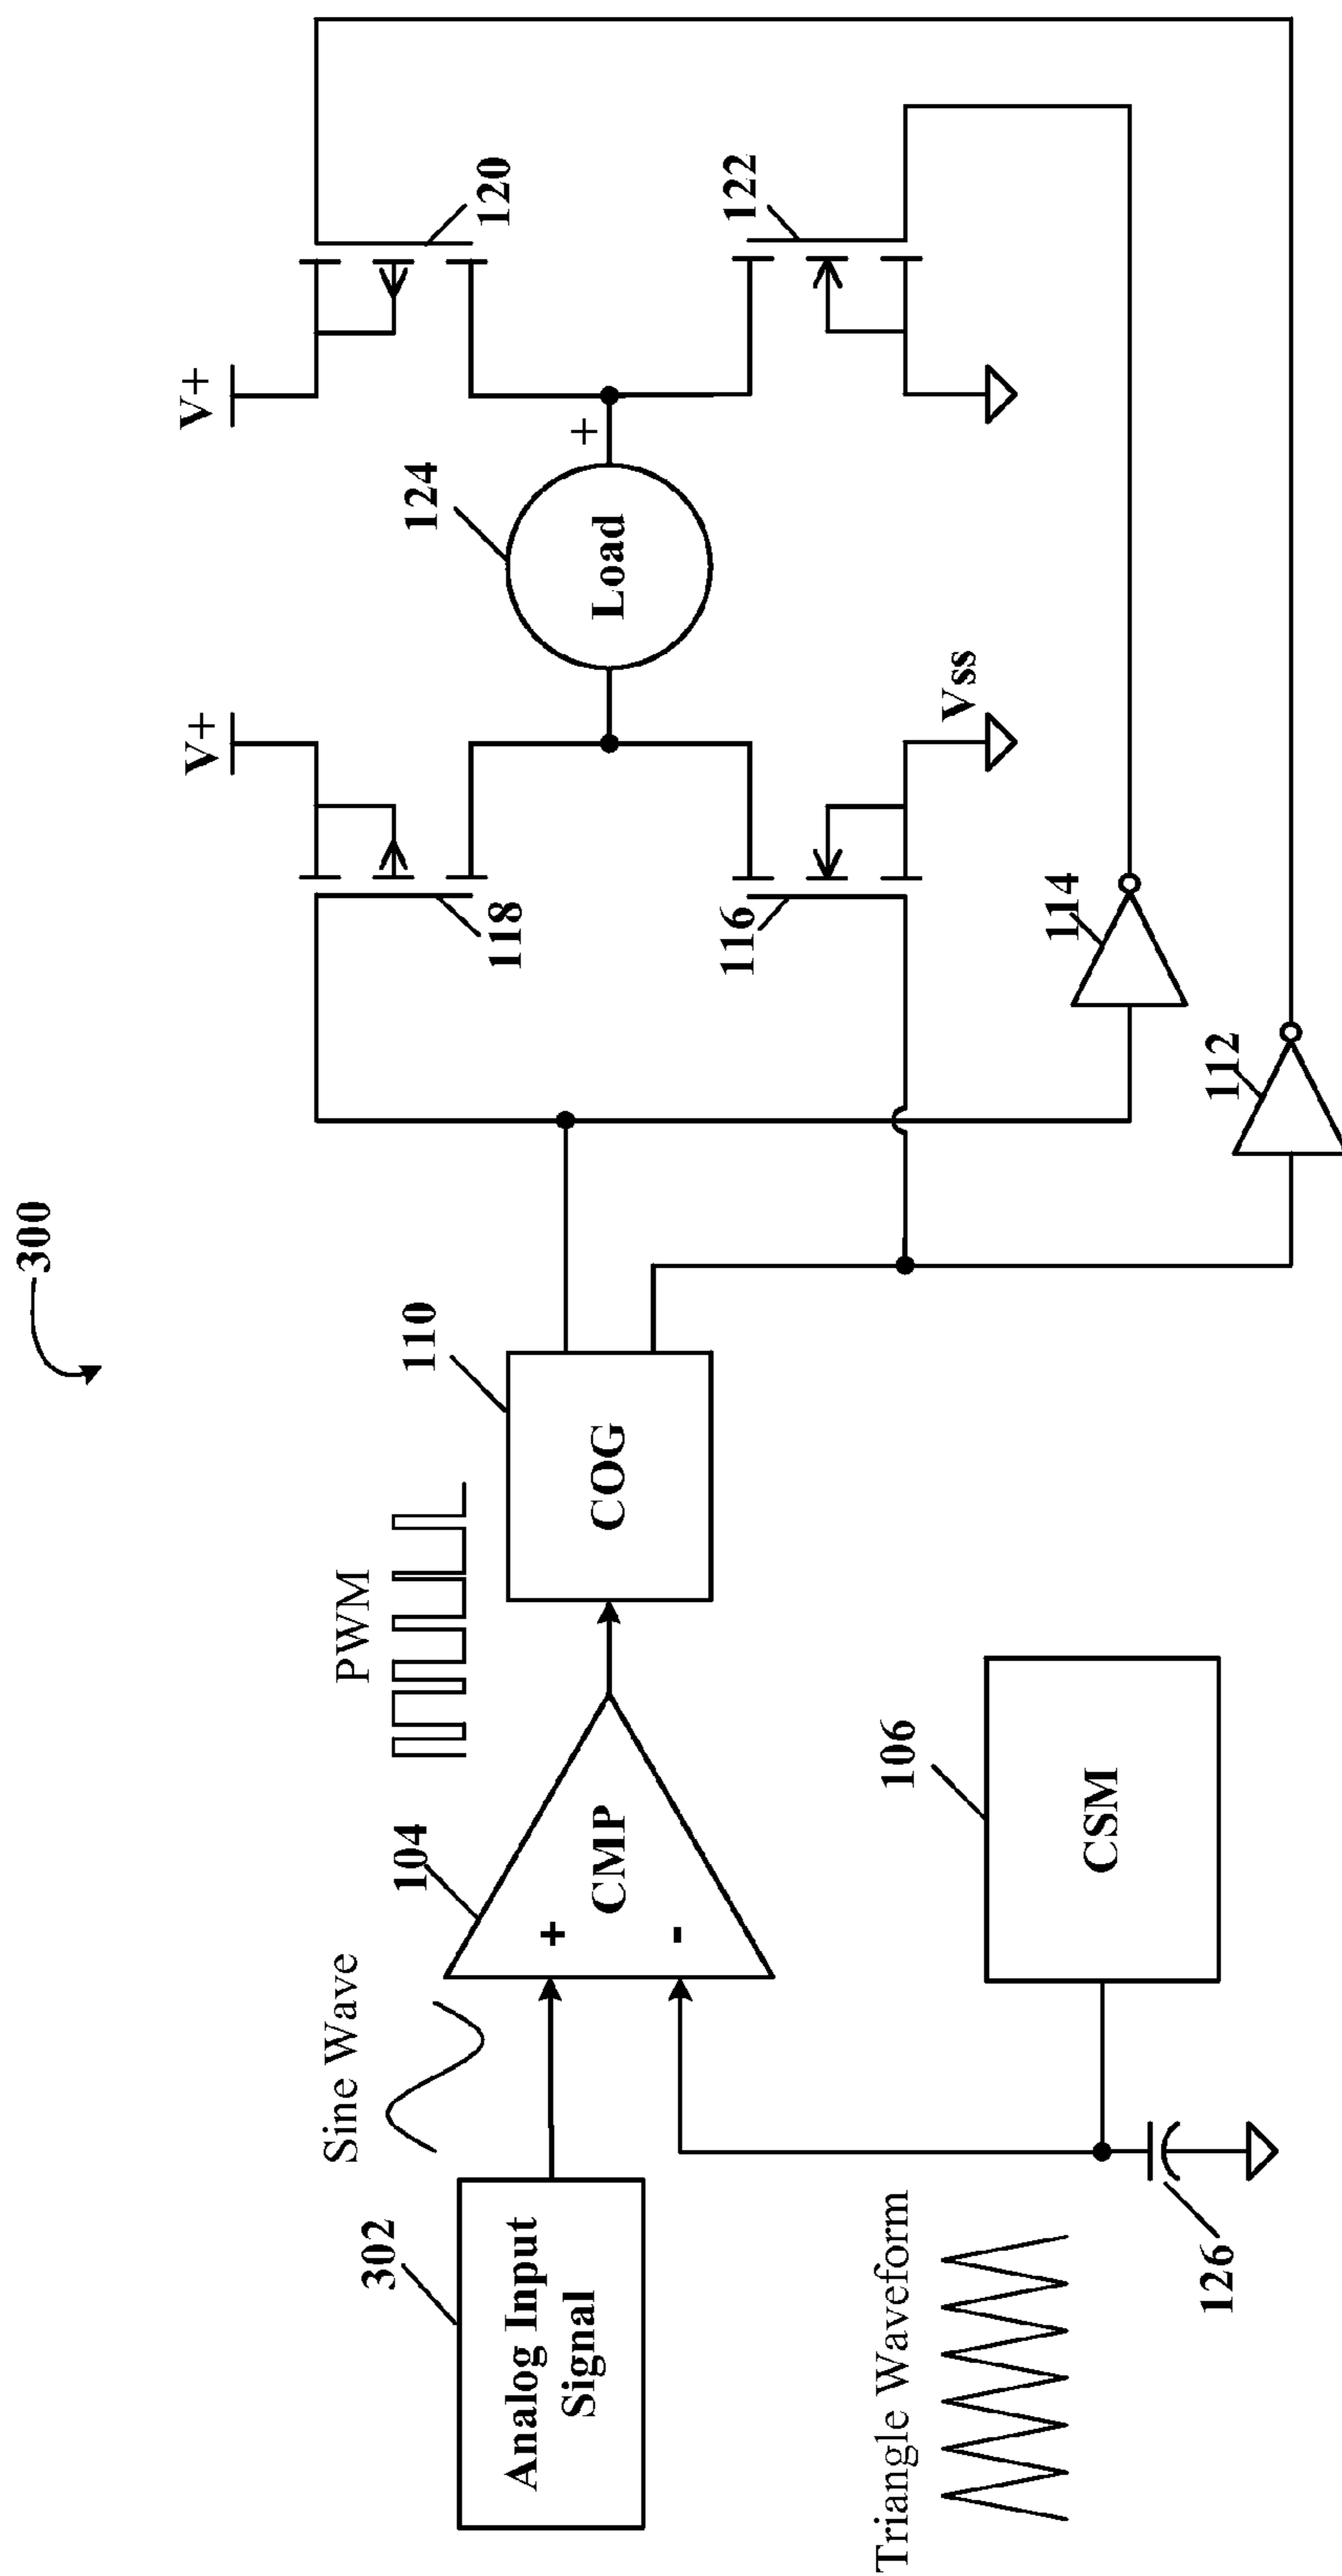 300
Sine Wave
PWM
302
Analog Input
Signal
+
-
CMP
104
COG
110
Triangle Waveform
126
CSM
106
V+
V+
118
120
124
Load
+
116
122
Vss
114
112